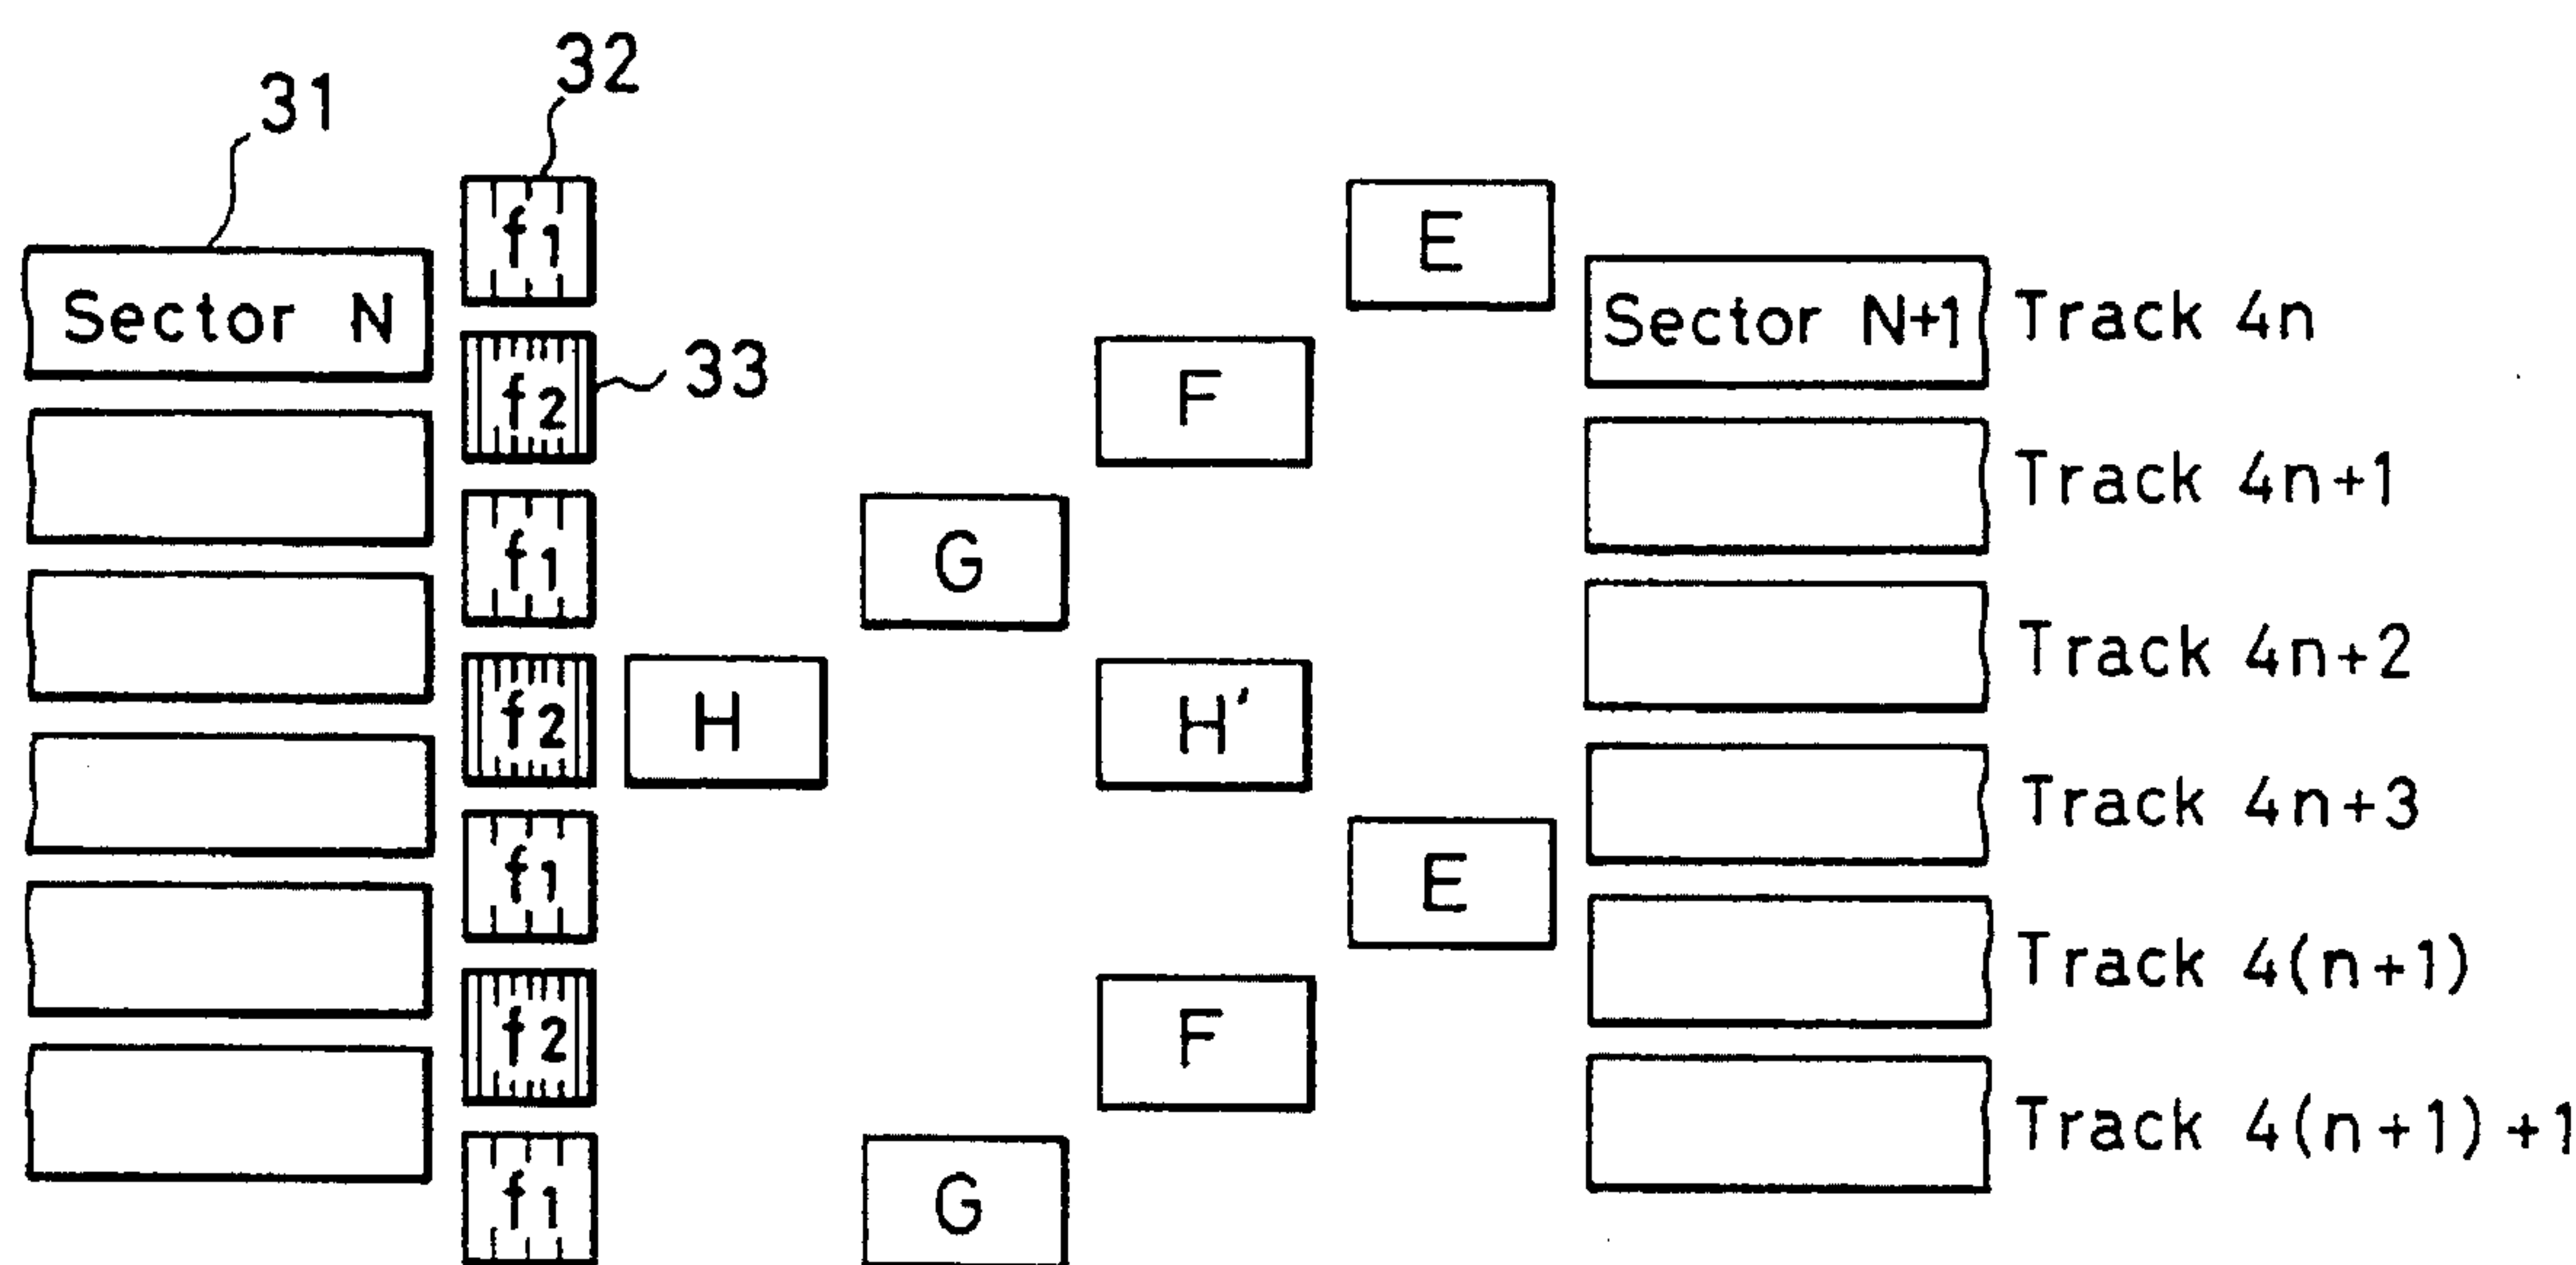 31
32
f1
E
Sector N
Sector N+1
Track 4n
f2
33
F
Track 4n+1
f1
G
Track 4n+2
f2
H
H'
Track 4n+3
f1
E
Track 4(n+1)
f2
F
Track 4(n+1)+1
f1
G